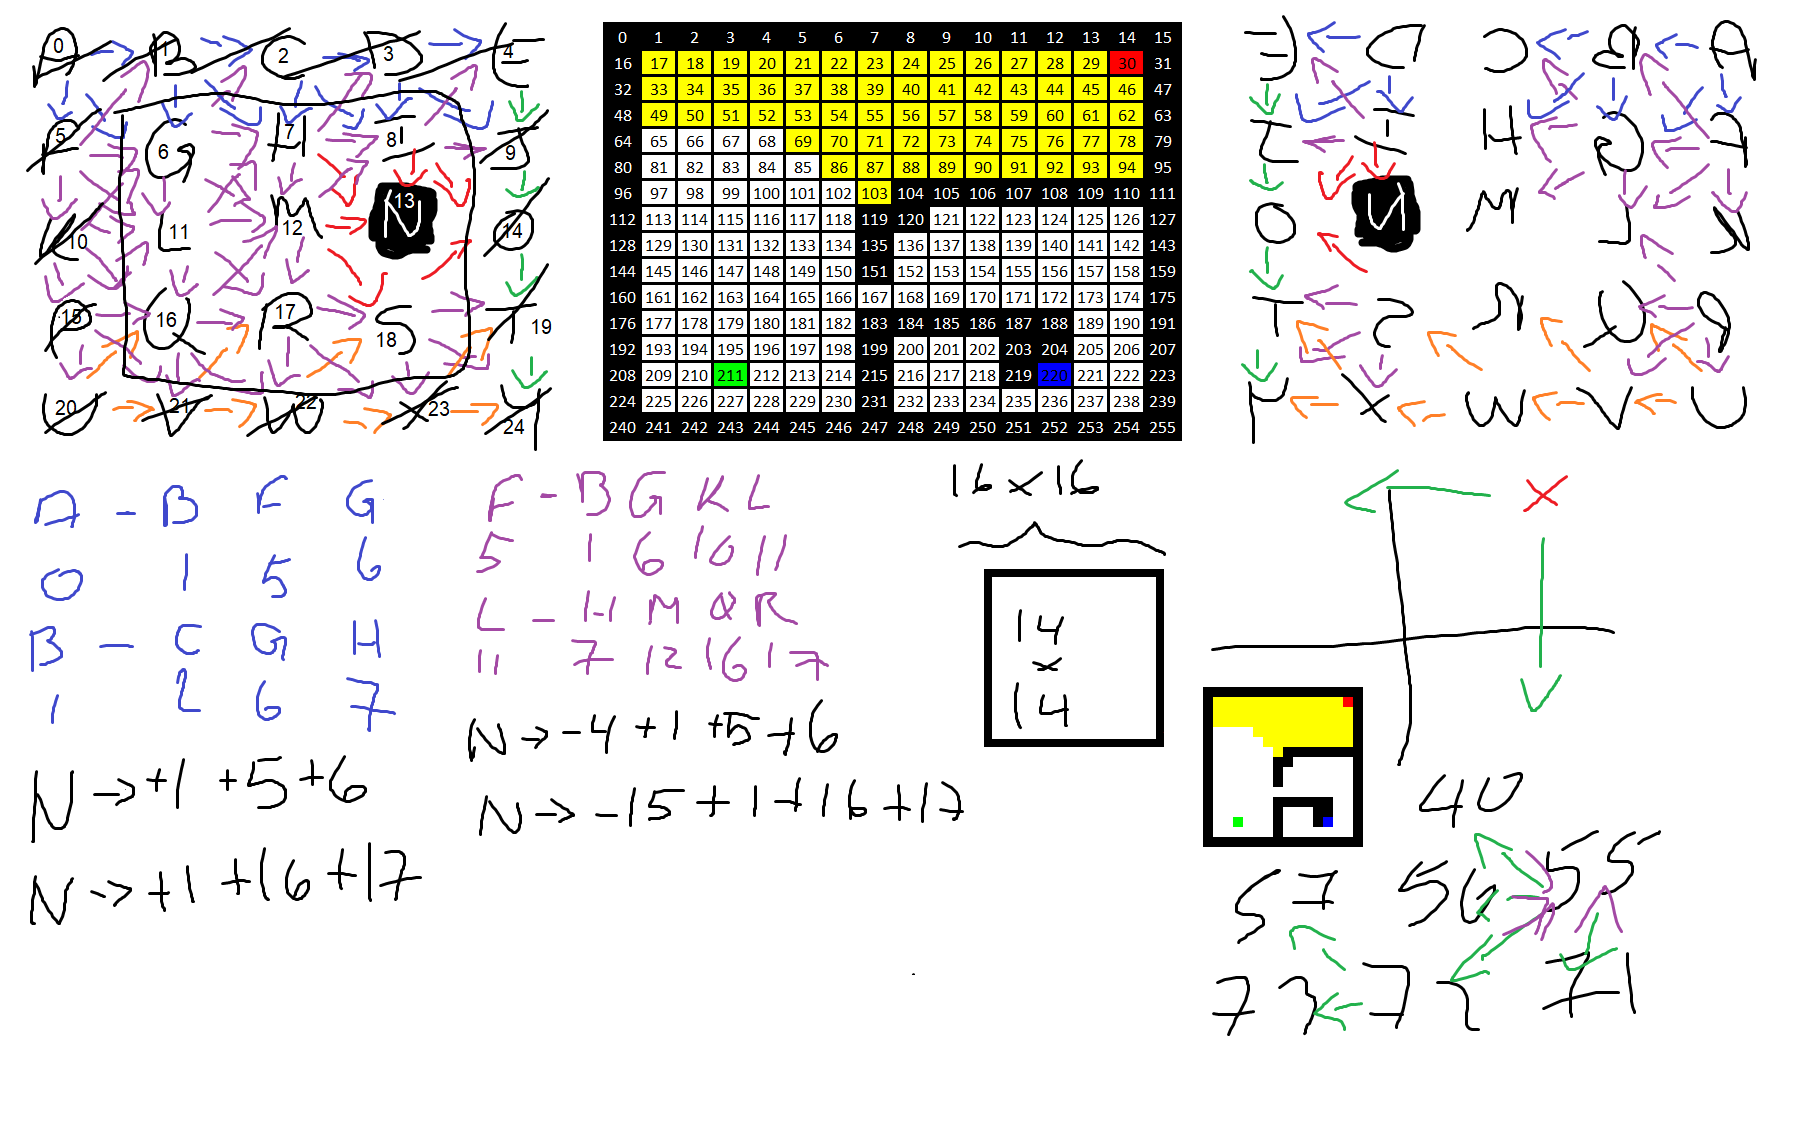 0 1 2 3 4
5 6 7 8 9
10 11 12 13 14
15 16 17 18 19
20 21 22 23 24
A B C D E
F G H I J
K L M N O
P Q R S T
U V W X Y
0 1 2 3 4 5 6 7 8 9 10 11 12 13 14 15
16 17 18 19 20 21 22 23 24 25 26 27 28 29 30 31
32 33 34 35 36 37 38 39 40 41 42 43 44 45 46 47
48 49 50 51 52 53 54 55 56 57 58 59 60 61 62 63
64 65 66 67 68 69 70 71 72 73 74 75 76 77 78 79
80 81 82 83 84 85 86 87 88 89 90 91 92 93 94 95
96 97 98 99 100 101 102 103 104 105 106 107 108 109 110 111
112 113 114 115 116 117 118 119 120 121 122 123 124 125 126 127
128 129 130 131 132 133 134 135 136 137 138 139 140 141 142 143
144 145 146 147 148 149 150 151 152 153 154 155 156 157 158 159
160 161 162 163 164 165 166 167 168 169 170 171 172 173 174 175
176 177 178 179 180 181 182 183 184 185 186 187 188 189 190 191
192 193 194 195 196 197 198 199 200 201 202 203 204 205 206 207
208 209 210 211 212 213 214 215 216 217 218 219 220 221 222 223
224 225 226 227 228 229 230 231 232 233 234 235 236 237 238 239
240 241 242 243 244 245 246 247 248 249 250 251 252 253 254 255
E D C B A
J I H G F
O N M L K
T S R Q P
Y X W V U
A - B F G
0 1 5 6
B - C G H
1 2 6 7
N → +1 +5 +6
N → +1 +16 +17
F - B G K L
5 1 6 10 11
L - H M Q R
11 7 12 16 17
N → -4 +1 +5 +6
N → -15 +1 +16 +17
16 x 16
14
x
14
40
57 56 55
73 72 71